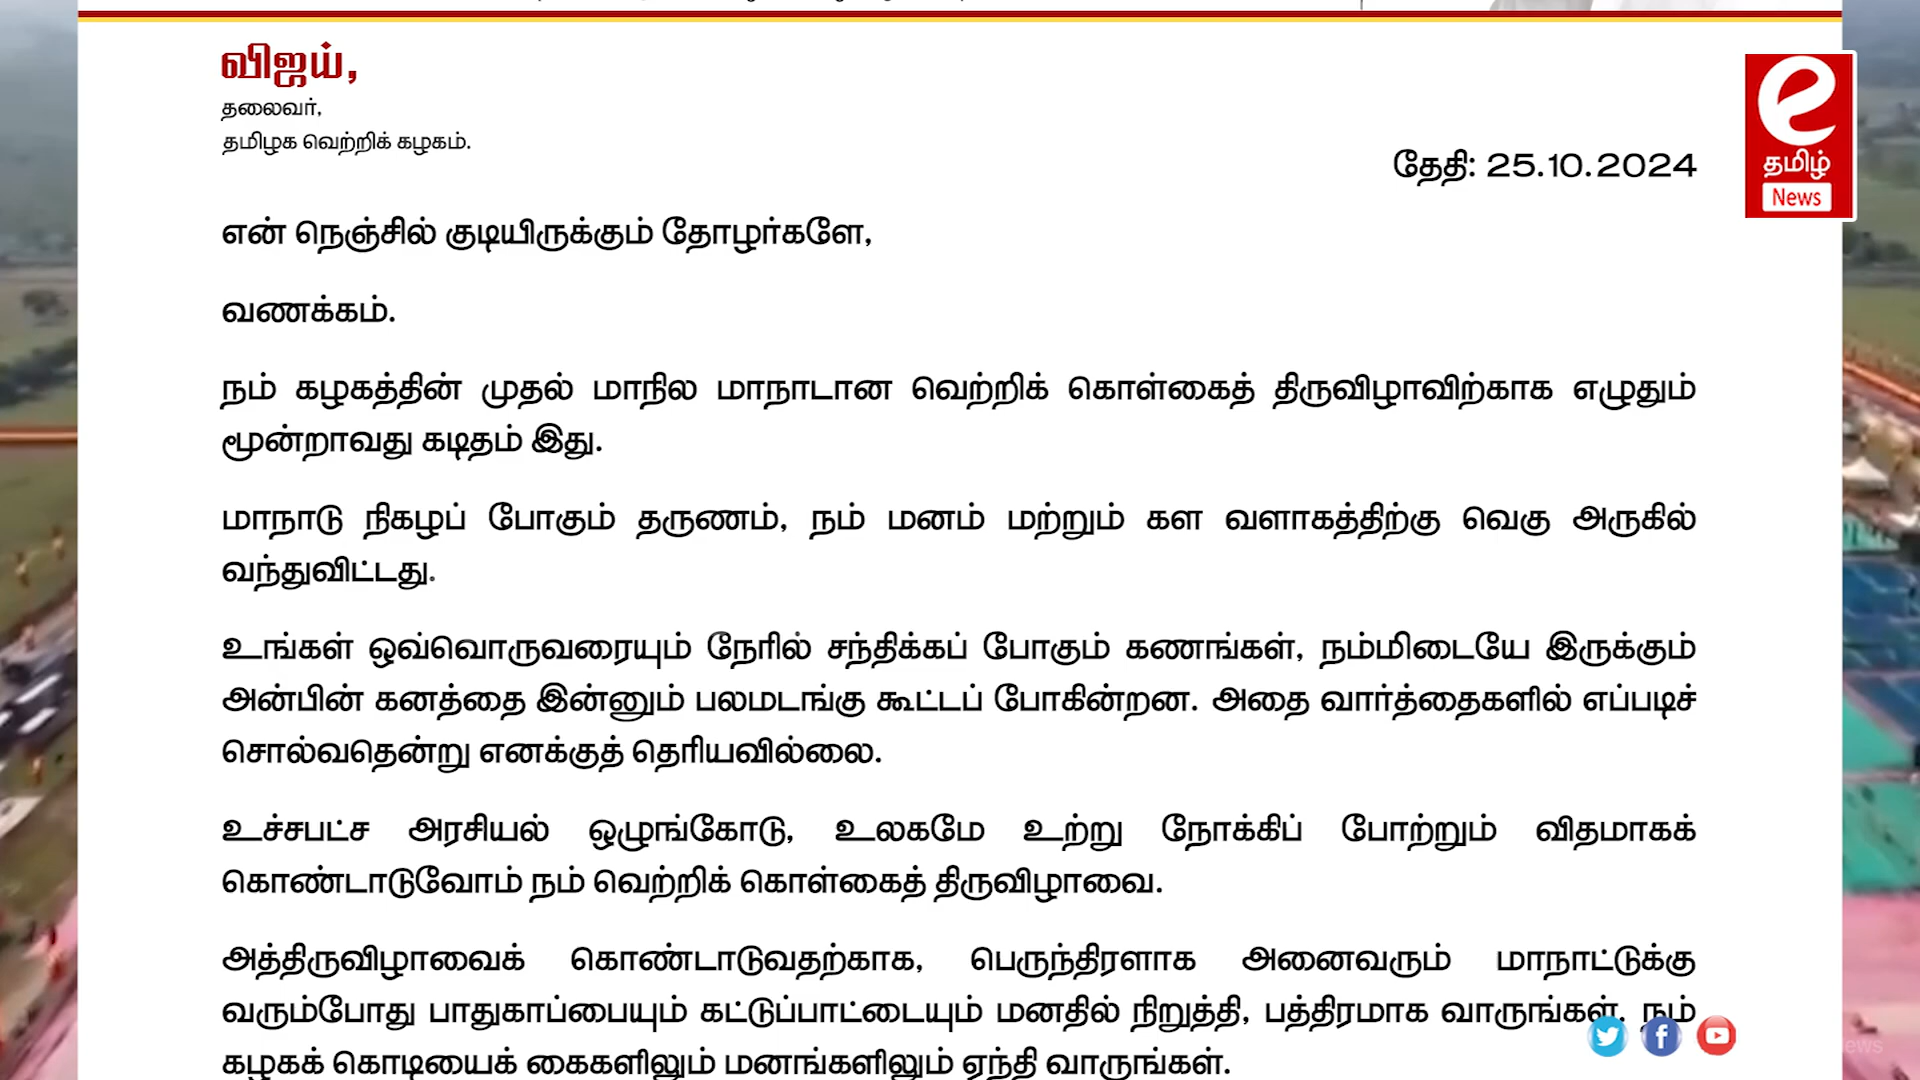 விஜய்,
தலைவர்,
தமிழக வெற்றிக் கழகம்.
தேதி: 25.10.2024
தமிழ்
News
என் நெஞ்சில் குடியிருக்கும் தோழர்களே,
வணக்கம்.
நம் கழகத்தின் முதல் மாநில மாநாடான வெற்றிக் கொள்கைத் திருவிழாவிற்காக எழுதும்
மூன்றாவது கடிதம் இது.
மாநாடு நிகழப் போகும் தருணம், நம் மனம் மற்றும் கள வளாகத்திற்கு வெகு அருகில்
வந்துவிட்டது.
உங்கள் ஒவ்வொருவரையும் நேரில் சந்திக்கப் போகும் கணங்கள், நம்மிடையே இருக்கும்
அன்பின் கனத்தை இன்னும் பலமடங்கு கூட்டப் போகின்றன. அதை வார்த்தைகளில் எப்படிச்
சொல்வதென்று எனக்குத் தெரியவில்லை.
உச்சபட்ச அரசியல் ஒழுங்கோடு, உலகமே உற்று நோக்கிப் போற்றும் விதமாகக்
கொண்டாடுவோம் நம் வெற்றிக் கொள்கைத் திருவிழாவை.
அத்திருவிழாவைக் கொண்டாடுவதற்காக, பெருந்திரளாக அனைவரும் மாநாட்டுக்கு
வரும்போது பாதுகாப்பையும் கட்டுப்பாட்டையும் மனதில் நிறுத்தி, பத்திரமாக வாருங்கள். நம்
கழகக் கொடியைக் கைகளிலும் மனங்களிலும் ஏந்தி வாருங்கள்.